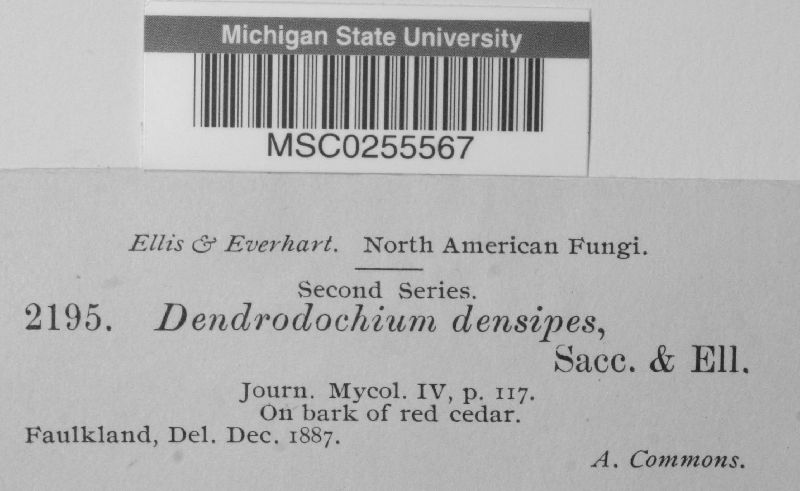 Michigan State University
MSC0255567
Ellis & Everhart. North American Fungi.
Second Series.
2195. Dendrodochium densipes,
Sacc. & Ell.
Journ. Mycol. IV, p. 117.
On bark of red cedar.
Faulkland, Del. Dec. 1887.
A. Commons.